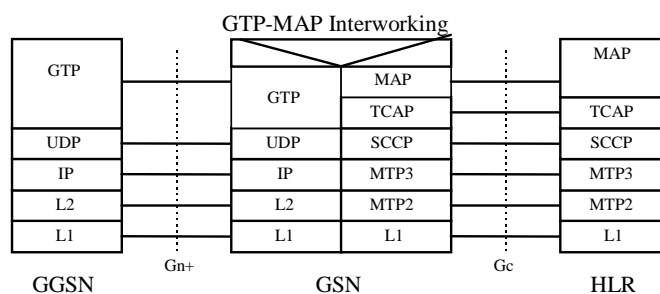 GTP-MAP Interworking
GTP
MAP
MAP
GTP
TCAP
TCAP
UDP
UDP
SCCP
SCCP
IP
IP
MTP3
MTP3
L2
L2
MTP2
MTP2
L1
L1
L1
L1
Gn+
Gc
GGSN
GSN
HLR